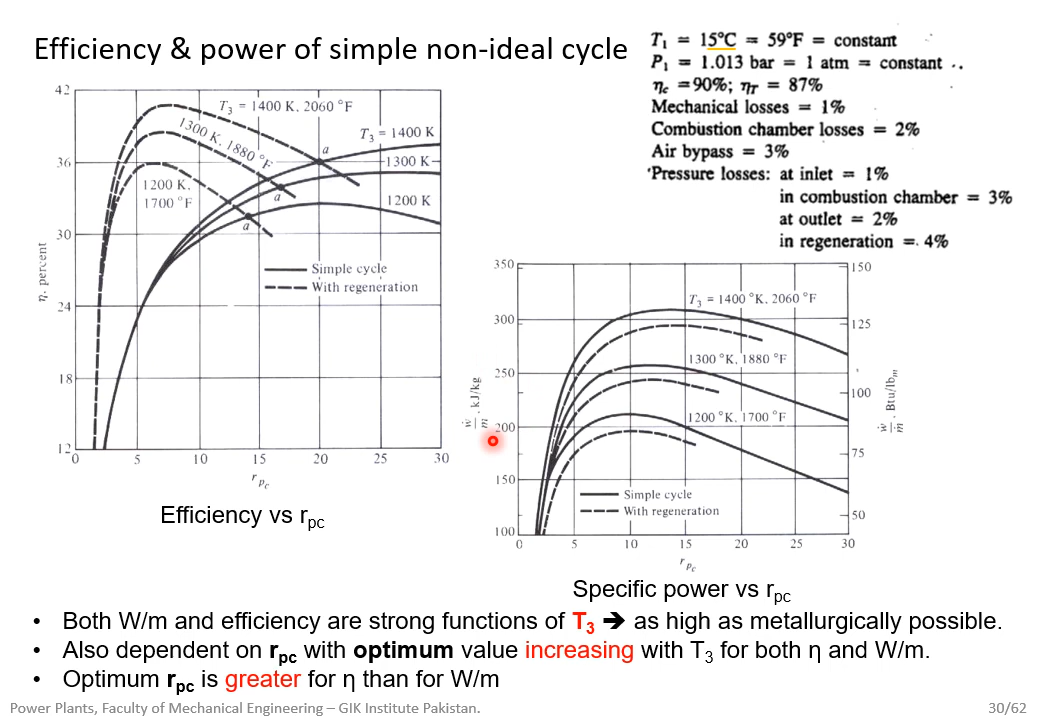 Efficiency & power of simple non-ideal cycle
T₁ = 15°C = 59°F = constant
P₁ = 1.013 bar = 1 atm = constant ..
η꜀ =90%; η_T = 87%
Mechanical losses = 1%
Combustion chamber losses = 2%
Air bypass = 3%
'Pressure losses: at inlet = 1%
in combustion chamber = 3%
at outlet = 2%
in regeneration =. 4%
42
36
30
24
18
12
η, percent
T₃ = 1400 K, 2060 °F
1300 K, 1880 °F
1200 K,
1700 °F
a
a
a
T₃ = 1400 K
1300 K
1200 K
Simple cycle
With regeneration
0 5 10 15 20 25 30
r_Pc
Efficiency vs r_pc
350
300
250
200
150
100
ẇ/ṁ, kJ/kg
T₃ = 1400 °K, 2060 °F
1300 °K, 1880 °F
1200 °K, 1700 °F
Simple cycle
With regeneration
150
125
100
75
50
ẇ/ṁ, Btu/lbₘ
0 5 10 15 20 25 30
r_Pc
Specific power vs r_pc
• Both W/m and efficiency are strong functions of T₃ ➔ as high as metallurgically possible.
• Also dependent on r_pc with optimum value increasing with T₃ for both η and W/m.
• Optimum r_pc is greater for η than for W/m
Power Plants, Faculty of Mechanical Engineering – GIK Institute Pakistan.
30/62